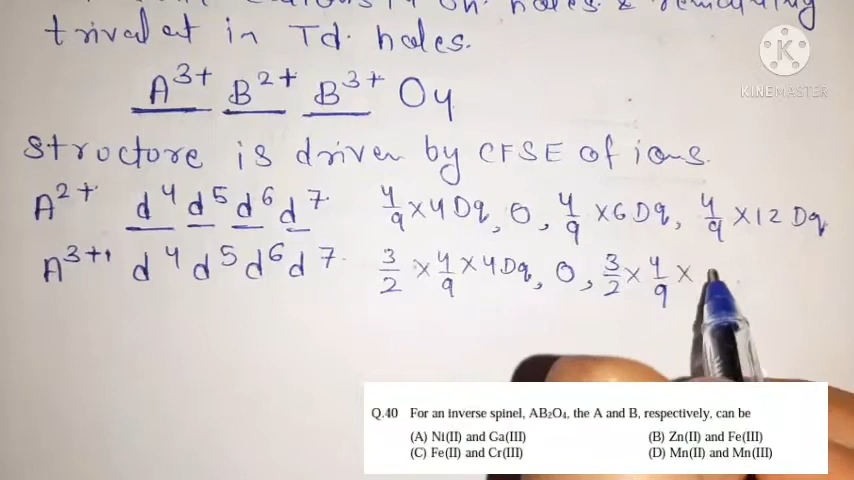 trivalent in Td. holes.
KINEMASTER
A3+ B2+ B3+ O4
Structore is driven by CFSE of ions.
A2+ d4 d5 d6 d7. 4/9 × 4Dq, 0, 4/9 × 6Dq, 4/9 × 12 Dq
A3+ d4 d5 d6 d7. 3/2 × 4/9 × 4Dq, 0, 3/2 × 4/9 ×
Q.40 For an inverse spinel, AB2O4, the A and B, respectively, can be
(A) Ni(II) and Ga(III) (B) Zn(II) and Fe(III)
(C) Fe(II) and Cr(III) (D) Mn(II) and Mn(III)